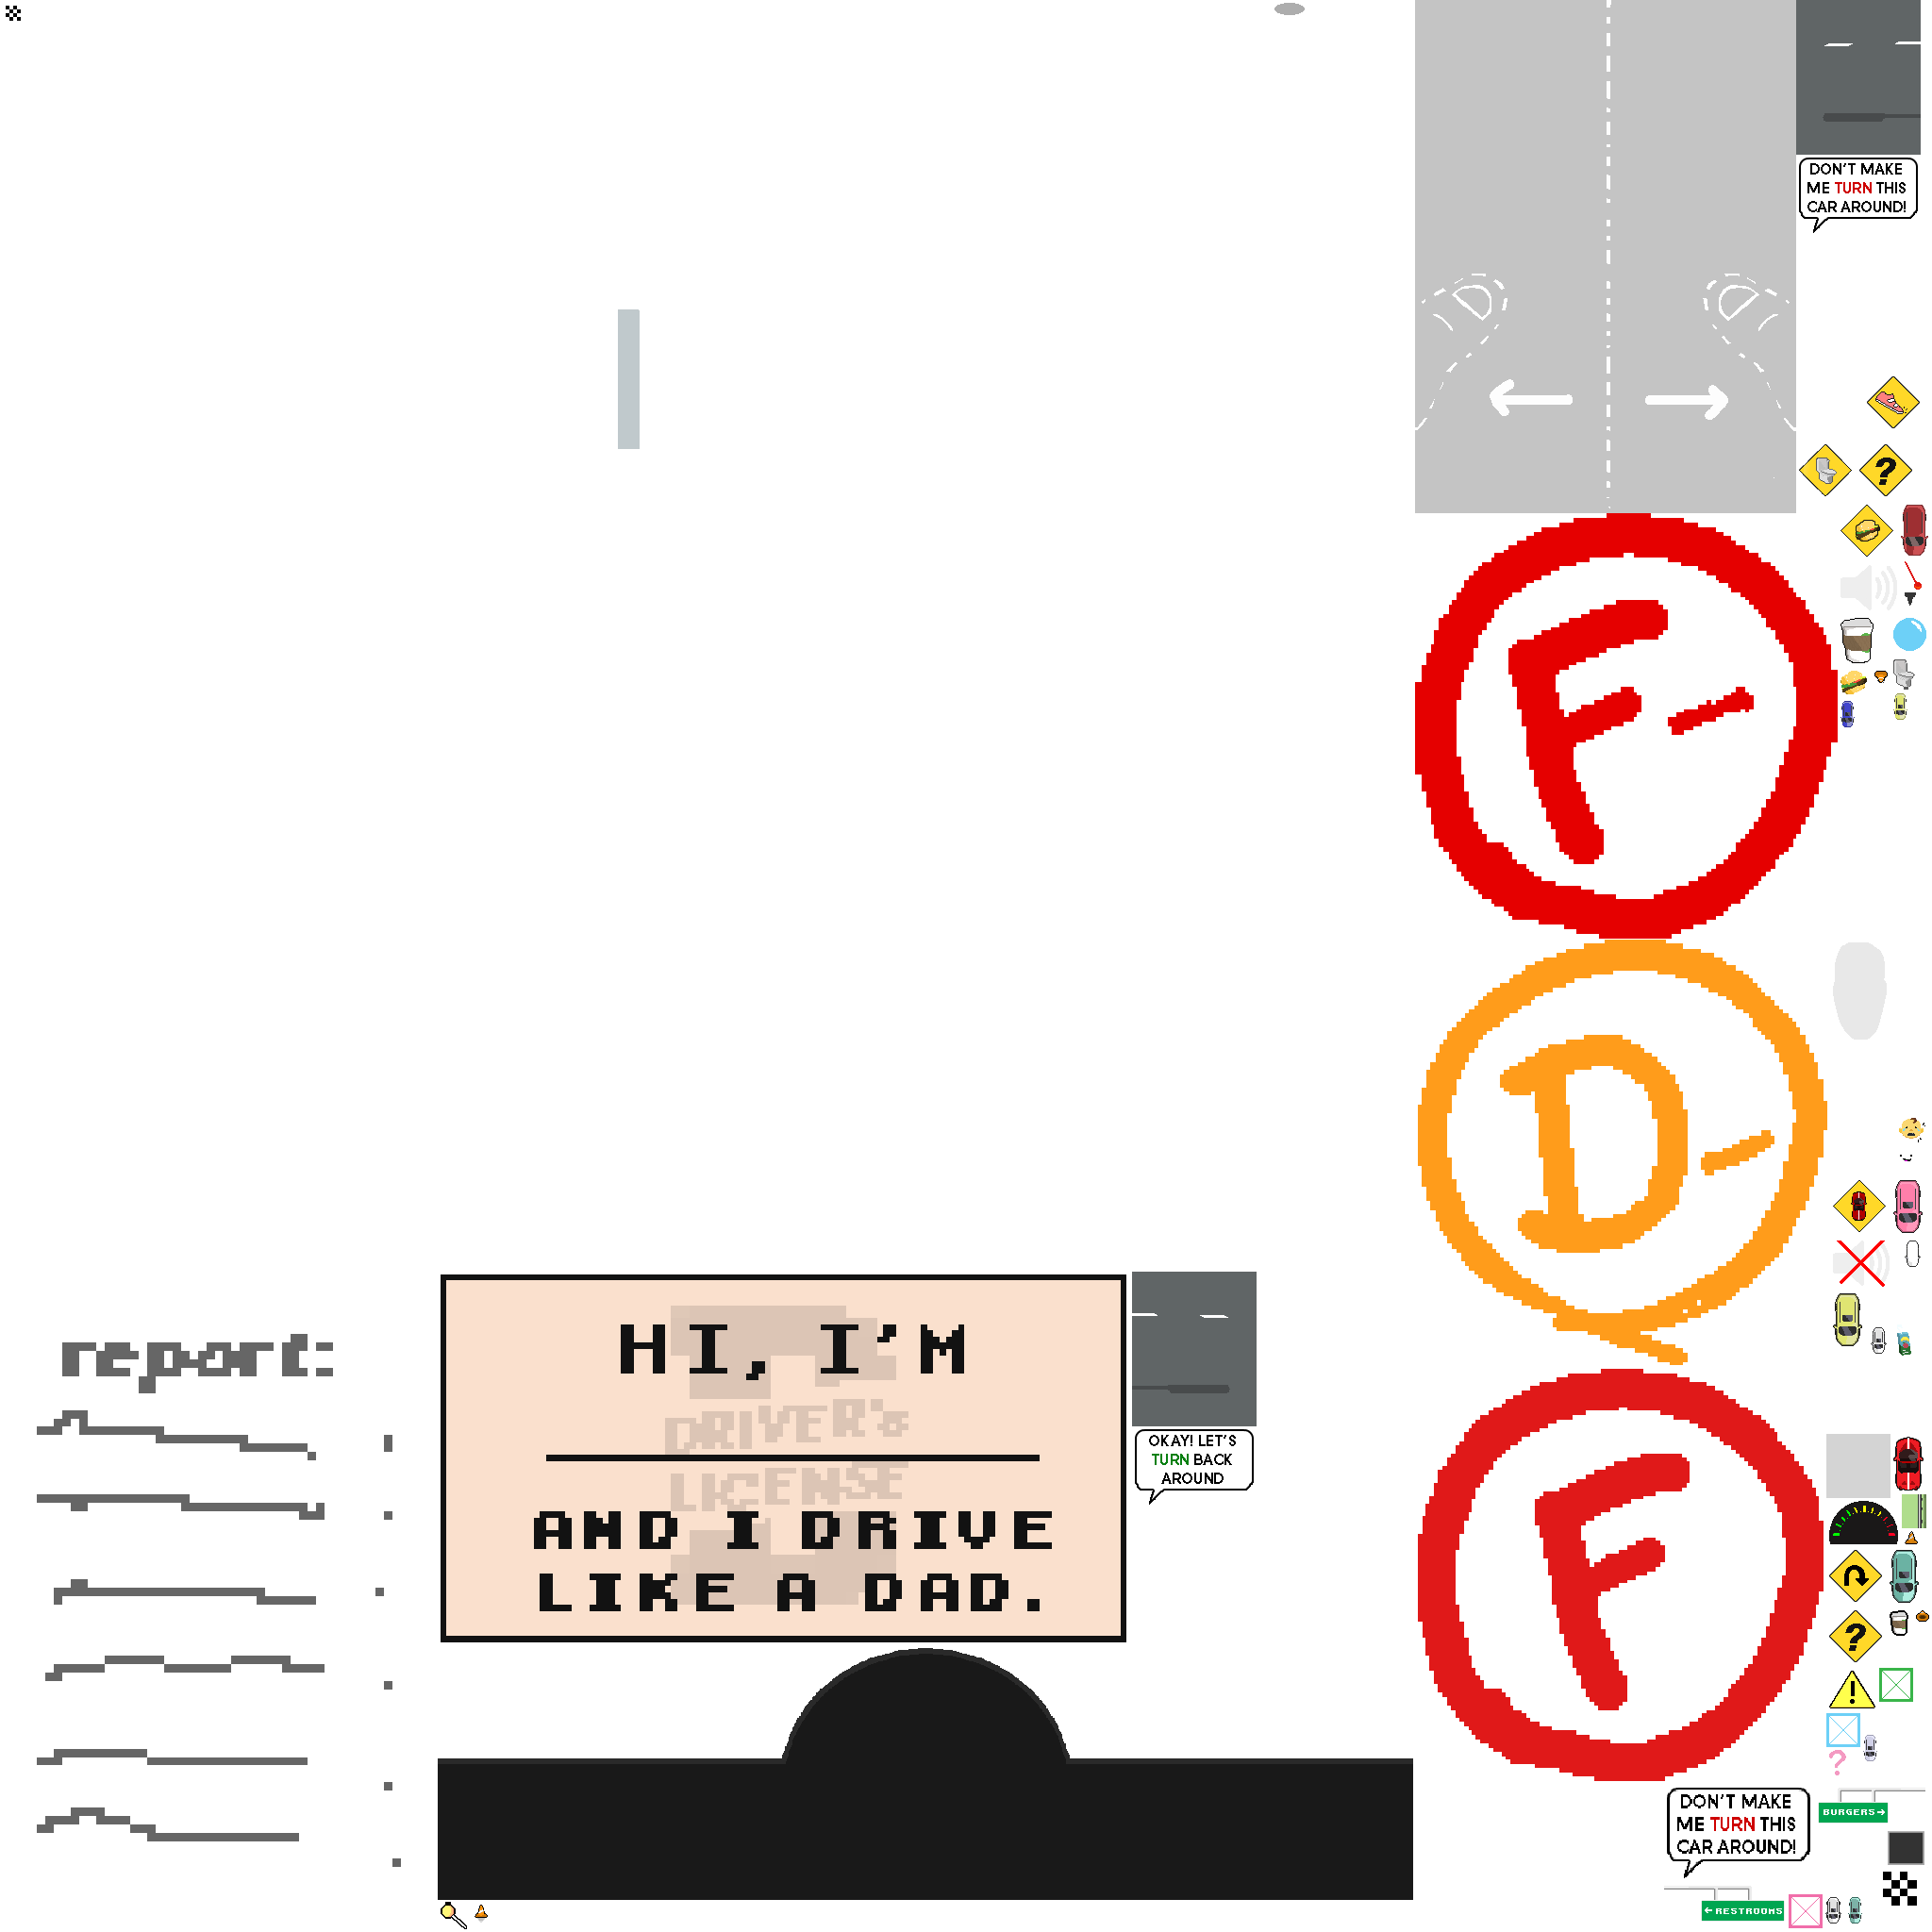 DON'T MAKE
ME TURN THIS
CAR AROUND!
?
F-
D-
report:
HI, I'M
DRIVER's
LICENSE
AND I DRIVE
LIKE A DAD.
OKAY! LET'S
TURN BACK
AROUND
F
?
!
?
DON'T MAKE
ME TURN THIS
CAR AROUND!
BURGERS→
← RESTROOMS